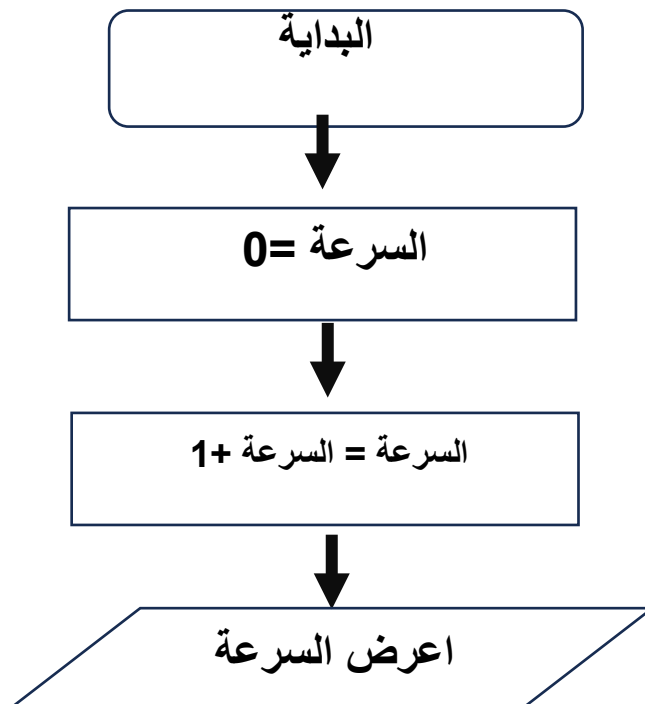 البداية
السرعة =0
السرعة = السرعة +1
اعرض السرعة